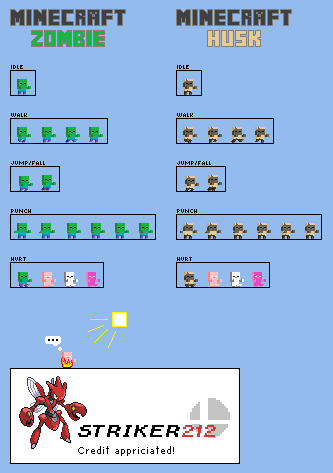 MINECRAFT
ZOMBIE
IDLE
WALK
JUMP/FALL
PUNCH
HURT
MINECRAFT
HUSK
IDLE
WALK
JUMP/FALL
PUNCH
HURT
...
STRIKER212
Credit appriciated!